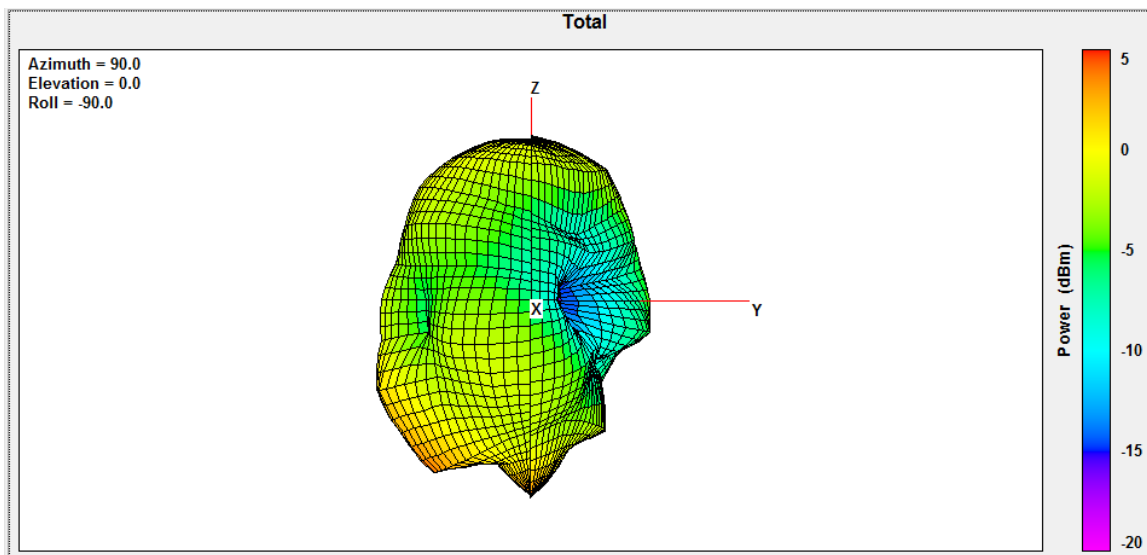 Total
Azimuth = 90.0
Elevation = 0.0
Roll = -90.0
Z
X
Y
5
0
-5
-10
-15
-20
Power (dBm)